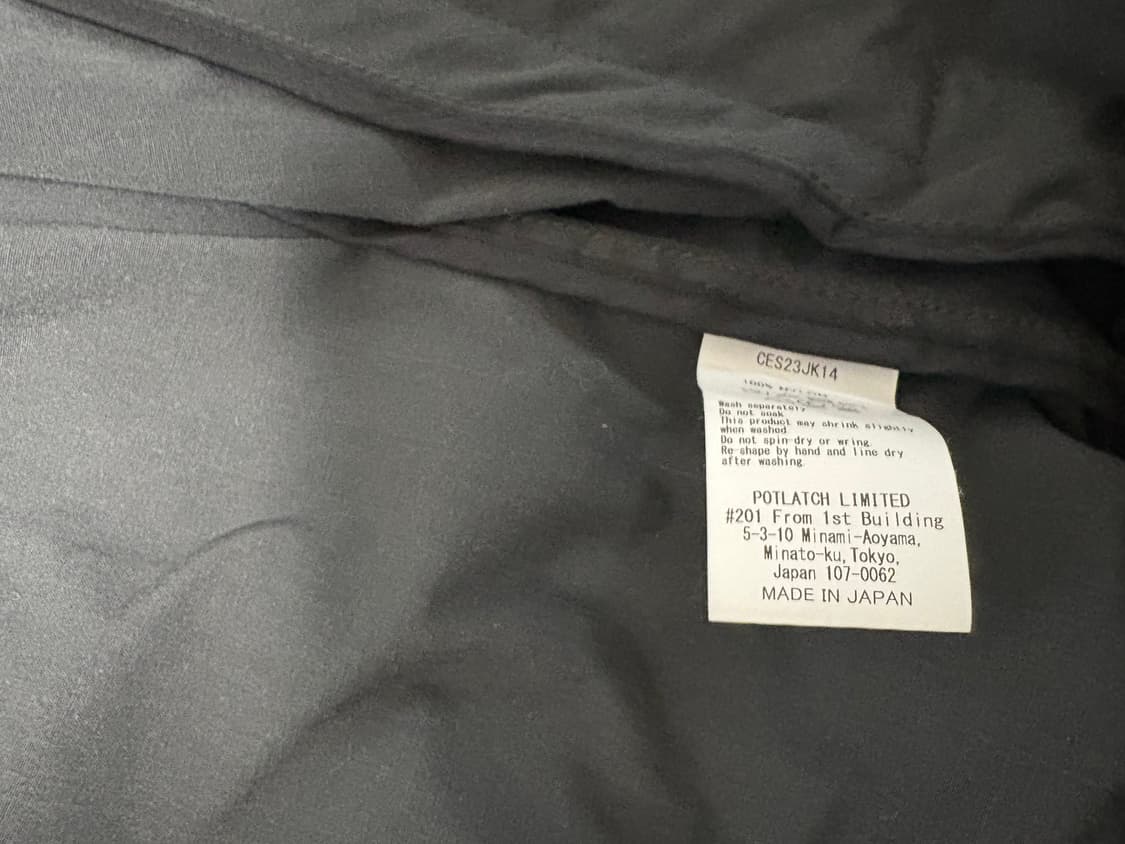 CES23JK14
100% NYLON
Wash separately
Do not soak
This product may shrink slightly
when washed
Do not spin-dry or wring
Re-shape by hand and line dry
after washing
POTLATCH LIMITED
#201 From 1st Building
5-3-10 Minami-Aoyama,
Minato-ku,Tokyo,
Japan 107-0062
MADE IN JAPAN